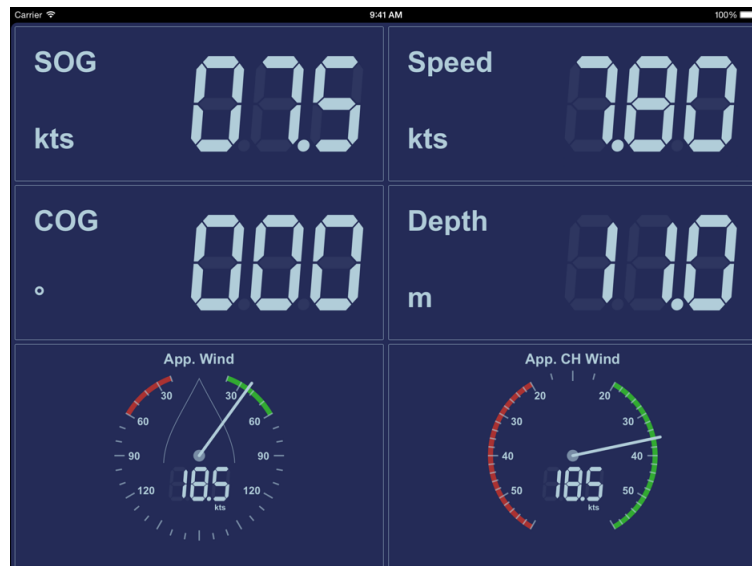 Carrier 9:41 AM 100%
SOG
kts
07.5
Speed
kts
7.80
COG
°
000
Depth
m
11.0
App. Wind
30 30
60 60
90 90
120 120
18.5
kts
App. CH Wind
20 20
30 30
40 40
50 50
18.5
kts